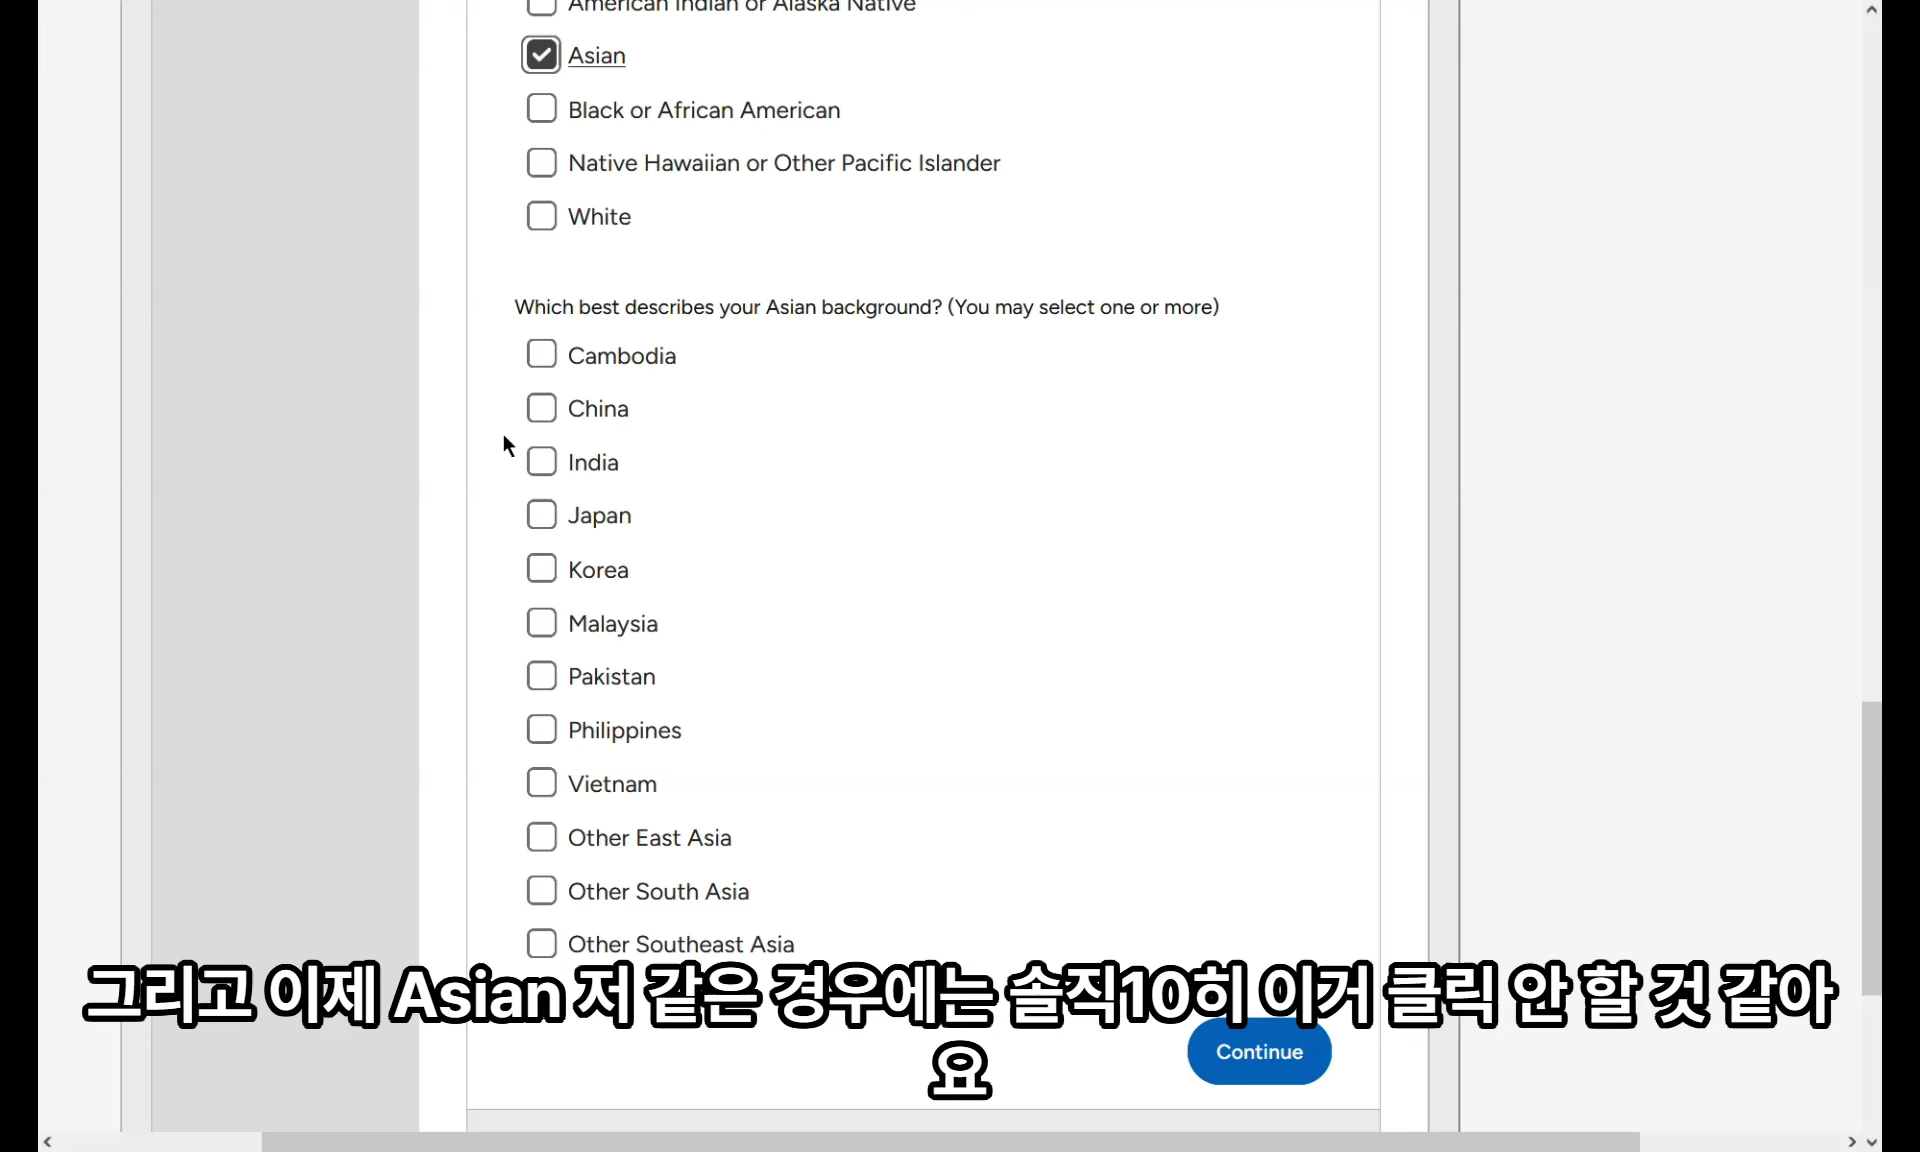 American Indian or Alaska Native
Asian
Black or African American
Native Hawaiian or Other Pacific Islander
White
Which best describes your Asian background? (You may select one or more)
Cambodia
China
India
Japan
Korea
Malaysia
Pakistan
Philippines
Vietnam
Other East Asia
Other South Asia
Other Southeast Asia
그리고 이제 Asian 저 같은 경우에는 솔직10히 이거 클릭 안 할 것 같아
요
Continue